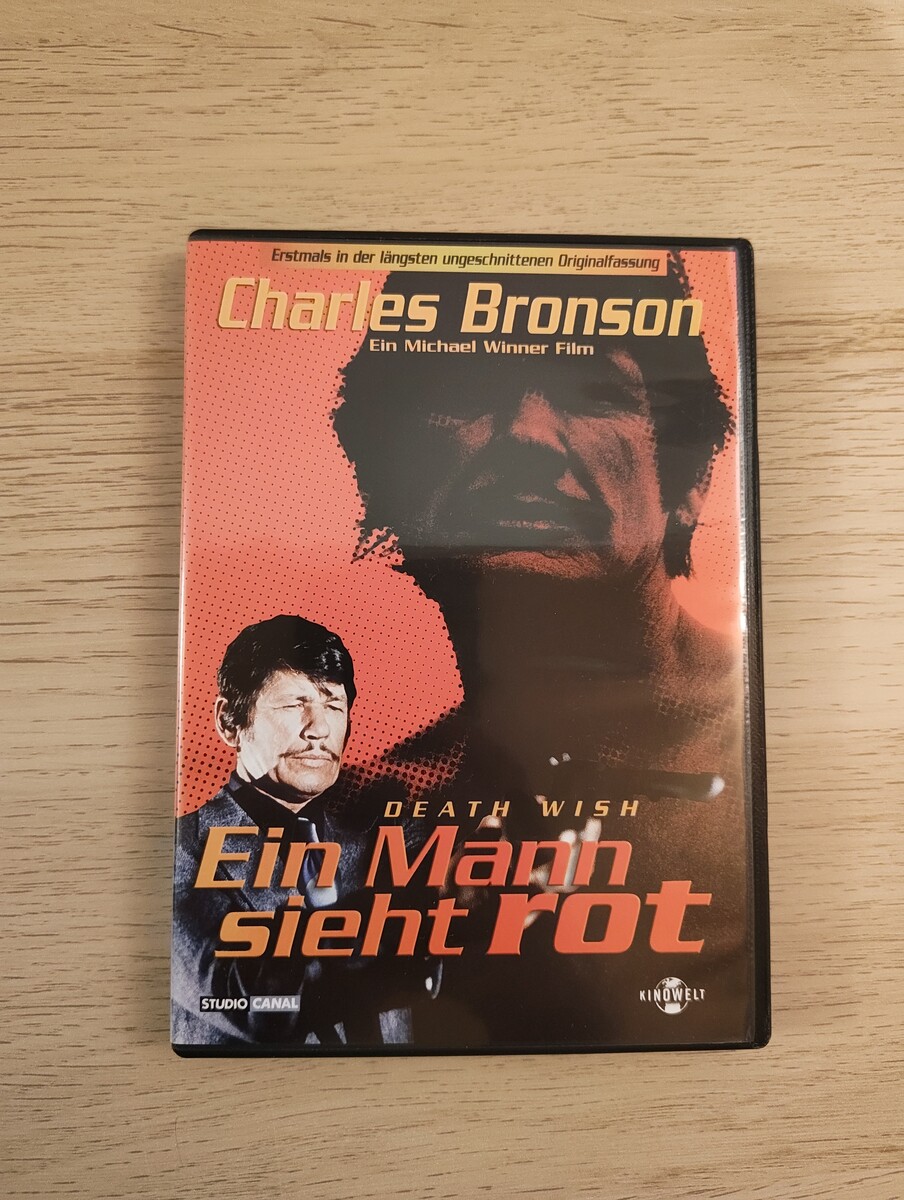 Erstmals in der längsten ungeschnittenen Originalfassung
Charles Bronson
Ein Michael Winner Film
DEATH WISH
Ein Mann
sieht rot
STUDIO CANAL
KINOWELT